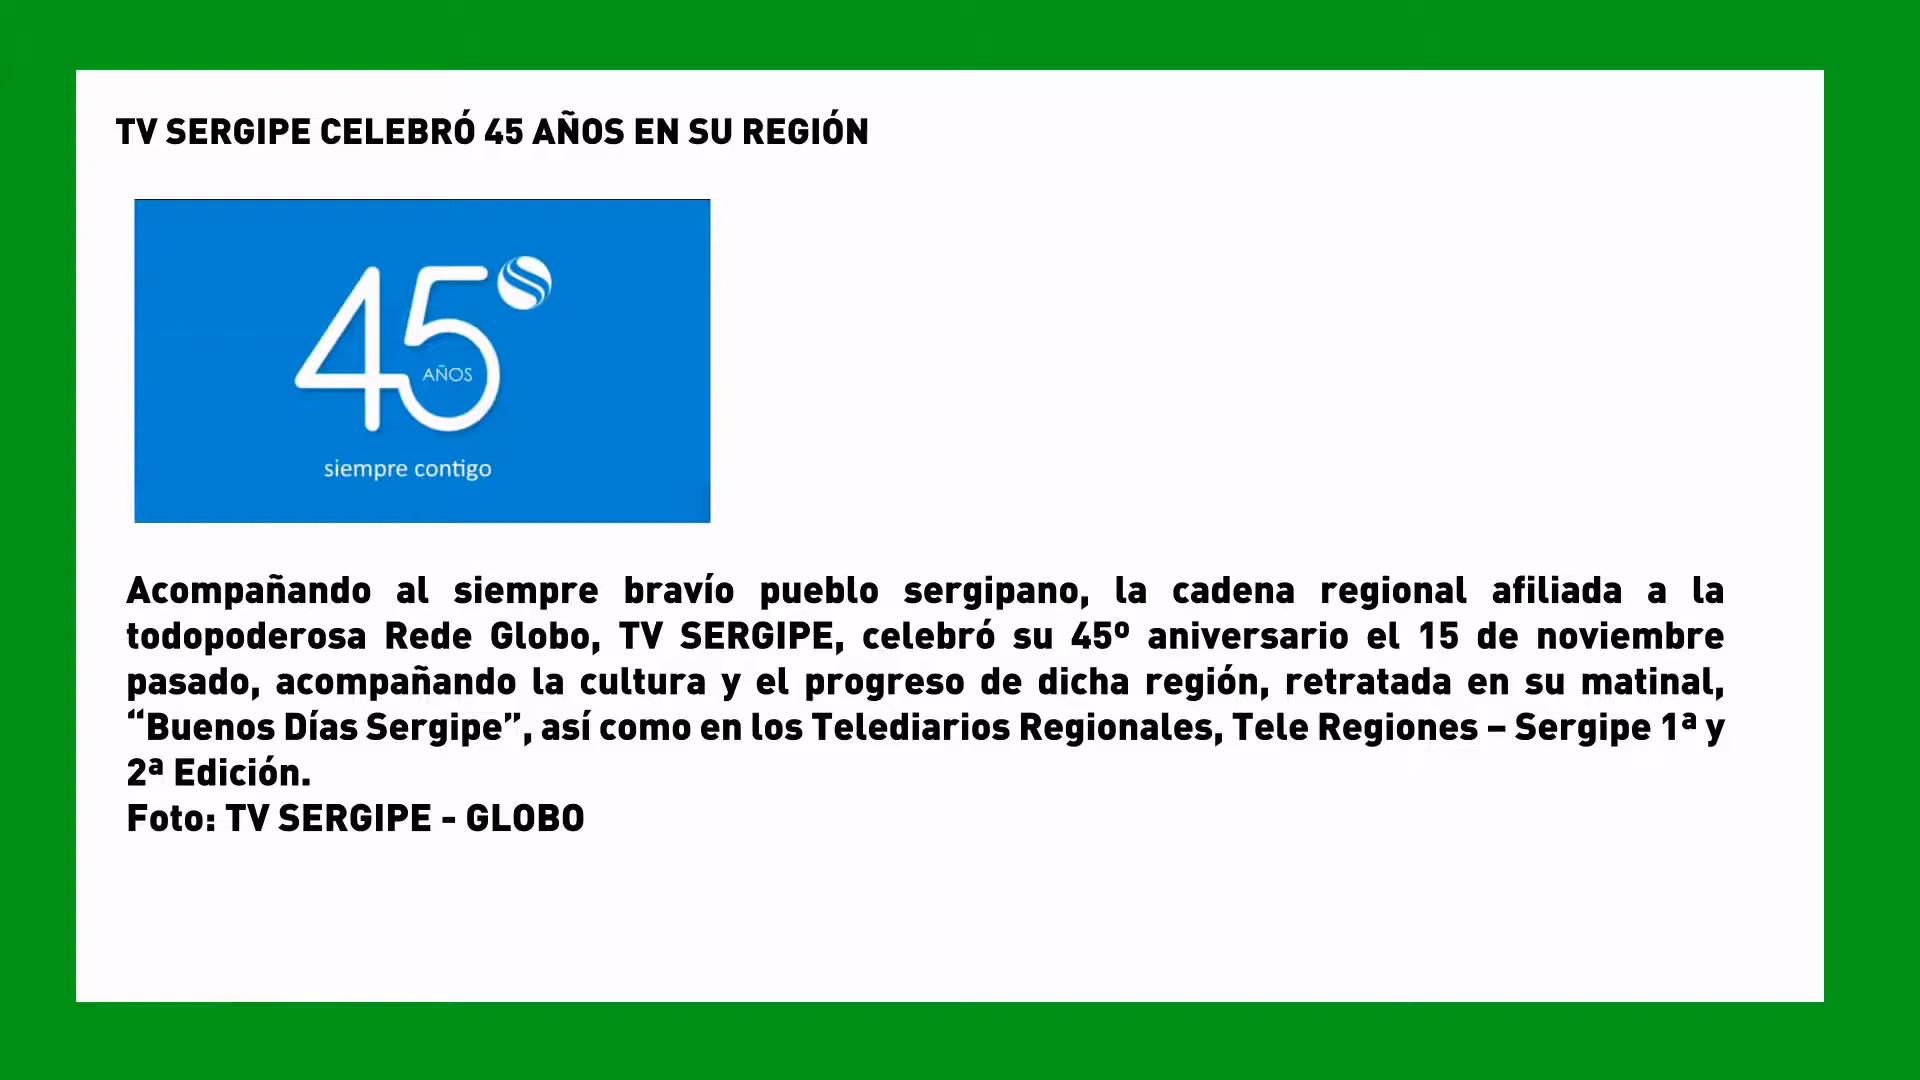 TV SERGIPE CELEBRÓ 45 AÑOS EN SU REGIÓN
45
AÑOS
siempre contigo
Acompañando al siempre bravío pueblo sergipano, la cadena regional afiliada a la
todopoderosa Rede Globo, TV SERGIPE, celebró su 45º aniversario el 15 de noviembre
pasado, acompañando la cultura y el progreso de dicha región, retratada en su matinal,
“Buenos Días Sergipe”, así como en los Telediarios Regionales, Tele Regiones – Sergipe 1ª y
2ª Edición.
Foto: TV SERGIPE - GLOBO